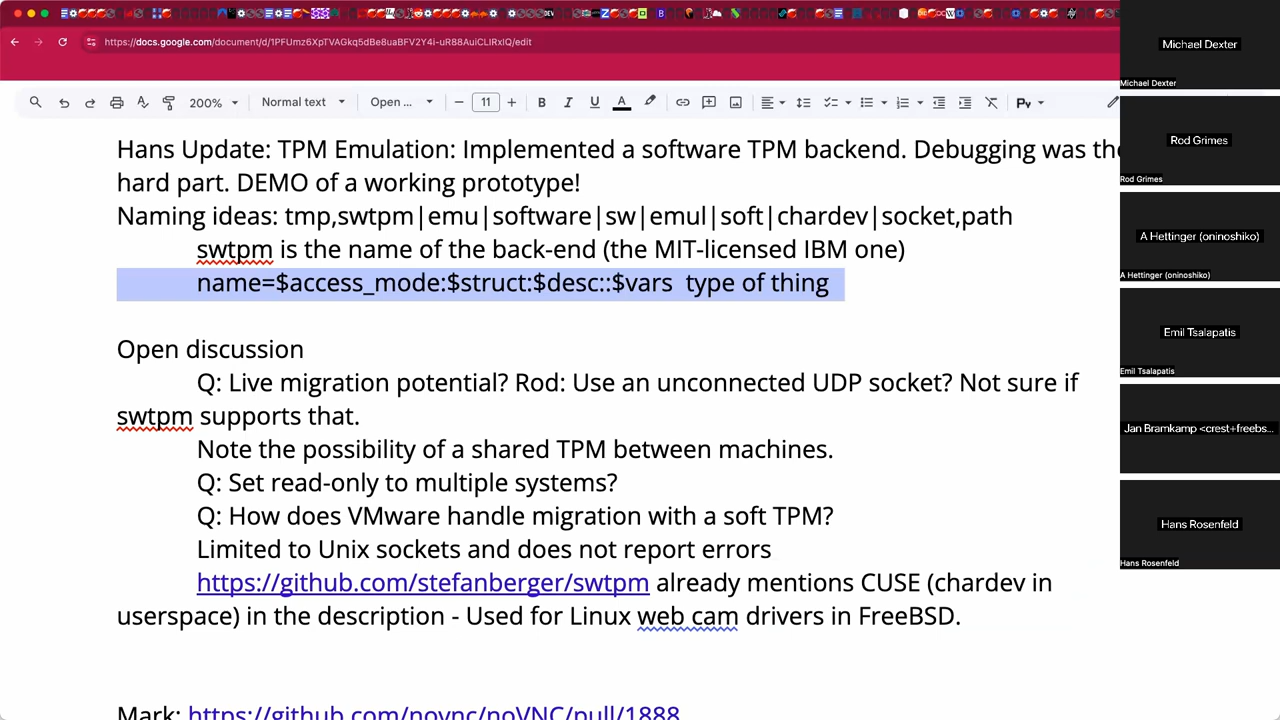 https://docs.google.com/document/d/1PFUmz6XpTVAGkq5dBe8uaBFV2Y4i-uR88AuiCLIRxIQ/edit
200%
Normal text
Open ...
11
Hans Update: TPM Emulation: Implemented a software TPM backend. Debugging was the
hard part. DEMO of a working prototype!
Naming ideas: tmp,swtpm|emu|software|sw|emul|soft|chardev|socket,path
swtpm is the name of the back-end (the MIT-licensed IBM one)
name=$access_mode:$struct:$desc::$vars  type of thing
Open discussion
Q: Live migration potential? Rod: Use an unconnected UDP socket? Not sure if
swtpm supports that.
Note the possibility of a shared TPM between machines.
Q: Set read-only to multiple systems?
Q: How does VMware handle migration with a soft TPM?
Limited to Unix sockets and does not report errors
https://github.com/stefanberger/swtpm already mentions CUSE (chardev in
userspace) in the description - Used for Linux web cam drivers in FreeBSD.
Mark: https://github.com/novnc/noVNC/pull/1888
Michael Dexter
Michael Dexter
Rod Grimes
Rod Grimes
A Hettinger (oninoshiko)
A Hettinger (oninoshiko)
Emil Tsalapatis
Emil Tsalapatis
Jan Bramkamp <crest+freebs...
Hans Rosenfeld
Hans Rosenfeld